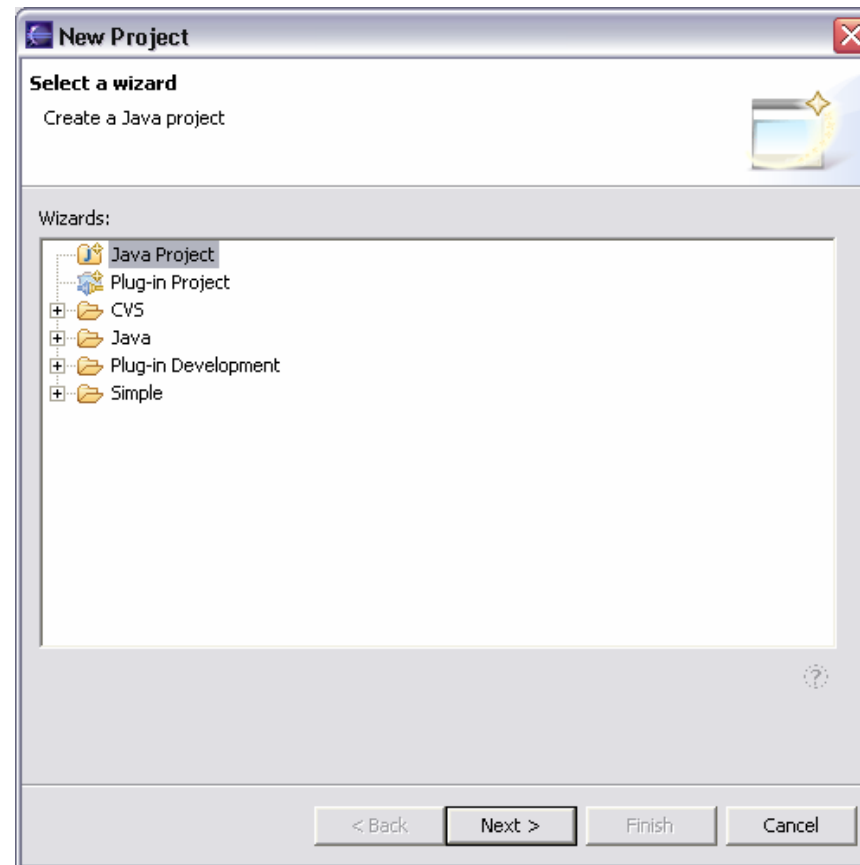 New Project
Select a wizard
Create a Java project
Wizards:
Java Project
Plug-in Project
CVS
Java
Plug-in Development
Simple
?
< Back Next > Finish Cancel